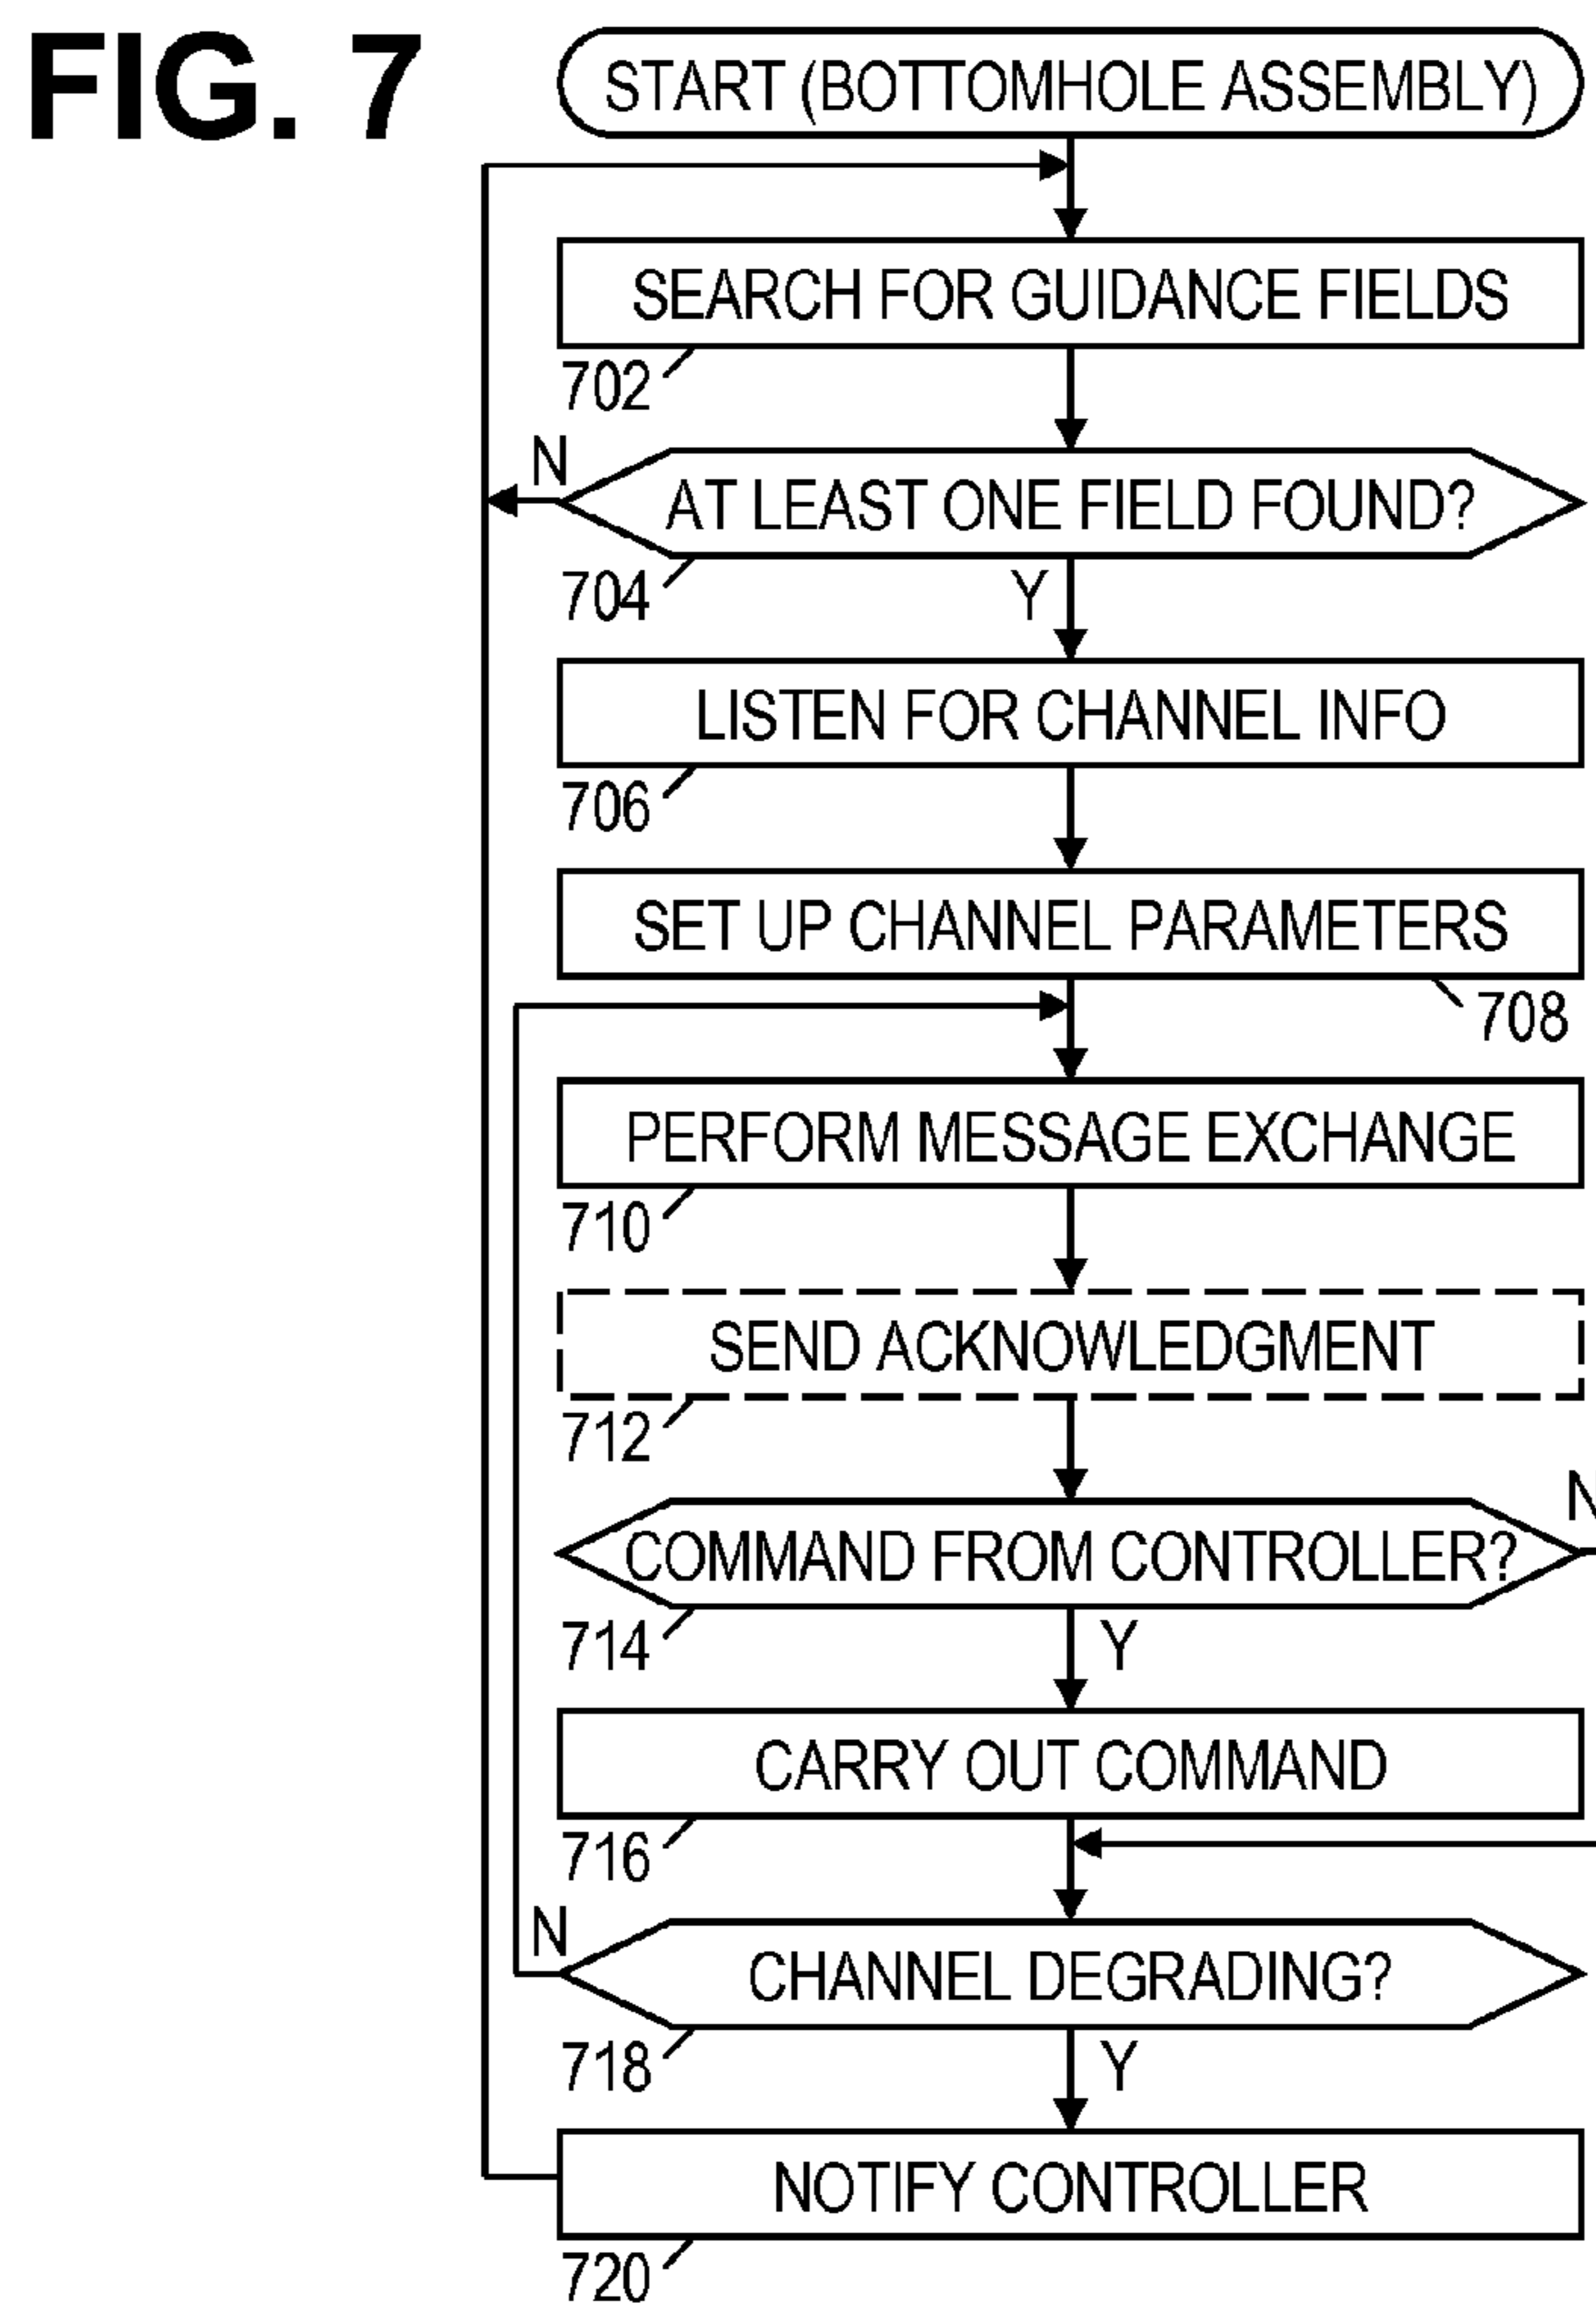 FIG. 7
START (BOTTOMHOLE ASSEMBLY)
SEARCH FOR GUIDANCE FIELDS
702
N
AT LEAST ONE FIELD FOUND?
704
Y
LISTEN FOR CHANNEL INFO
706
SET UP CHANNEL PARAMETERS
708
PERFORM MESSAGE EXCHANGE
710
SEND ACKNOWLEDGMENT
712
N
COMMAND FROM CONTROLLER?
714
Y
CARRY OUT COMMAND
716
N
CHANNEL DEGRADING?
718
Y
NOTIFY CONTROLLER
720